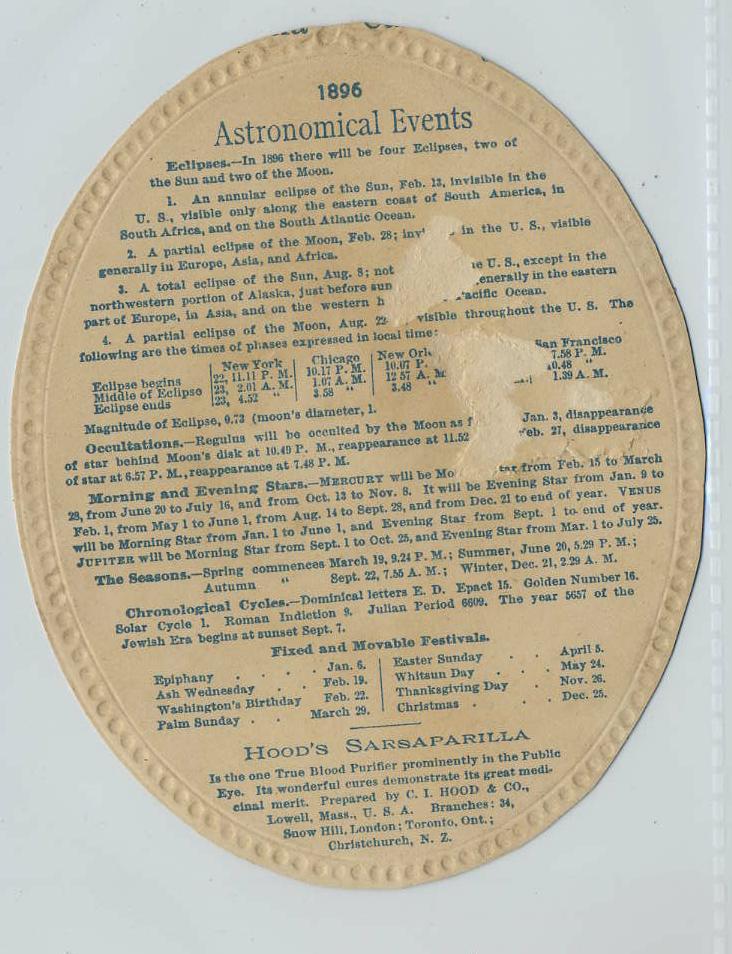 1896
Astronomical Events
Eclipses.—In 1896 there will be four Eclipses, two of
the Sun and two of the Moon.
1. An annular eclipse of the Sun, Feb. 13, invisible in the
U. S., visible only along the eastern coast of South America, in
South Africa, and on the South Atlantic Ocean.
2. A partial eclipse of the Moon, Feb. 28; in the U. S., visible
generally in Europe, Asia, and Africa.
3. A total eclipse of the Sun, Aug. 8; not U. S., except in the
northwestern portion of Alaska, just before in the eastern
part of Europe, in Asia, and on the western Ocean.
4. A partial eclipse of the Moon, Aug. 22 visible throughout the U. S. The
following are the times of phases expressed in local time:
New York Chicago New San Francisco
Eclipse begins 22, 11.11 P. M. 10.17 P. M. 10.07 P. 7.58 P. M.
Middle of Eclipse 23, 2.01 A. M. 1.07 A. M. 12 57 A. M 10.48 "
Eclipse ends 23, 4.52 " 3.58 " 3.48 " 1.39 A. M.
Magnitude of Eclipse, 0.73 (moon's diameter, 1.
Occultations.—Regulus will be occulted by the Moon as Jan. 3, disappearance
of star behind Moon's disk at 10.49 P. M., reappearance at 11.52 Feb. 27, disappearance
of star at 6.57 P. M., reappearance at 7.48 P. M.
Morning and Evening Stars.—MERCURY will be from Feb. 15 to March
28, from June 20 to July 16, and from Oct. 13 to Nov. 8. It will be Evening Star from Jan. 9 to
Feb. 1, from May 1 to June 1, from Aug. 14 to Sept. 28, and from Dec. 21 to end of year. VENUS
will be Morning Star from Jan. 1 to June 1, and Evening Star from Sept. 1 to end of year.
JUPITER will be Morning Star from Sept. 1 to Oct. 25, and Evening Star from Mar. 1 to July 25.
The Seasons.—Spring commences March 19, 9.24 P. M.; Summer, June 20, 5.29 P. M.;
Autumn " Sept. 22, 7.55 A. M.; Winter, Dec. 21, 2.29 A. M.
Chronological Cycles.—Dominical letters E. D. Epact 15. Golden Number 16.
Solar Cycle 1. Roman Indiction 9. Julian Period 6609. The year 5657 of the
Jewish Era begins at sunset Sept. 7.
Fixed and Movable Festivals.
Epiphany . . . . Jan. 6. Easter Sunday . . April 5.
Ash Wednesday . . Feb. 19. Whitsun Day . . . May 24.
Washington's Birthday Feb. 22. Thanksgiving Day . Nov. 26.
Palm Sunday . . March 29. Christmas . . . Dec. 25.
HOOD'S SARSAPARILLA
Is the one True Blood Purifier prominently in the Public
Eye. Its wonderful cures demonstrate its great medi-
cinal merit. Prepared by C. I. HOOD & CO.,
Lowell, Mass., U. S. A. Branches: 34,
Snow Hill, London; Toronto, Ont.;
Christchurch, N. Z.